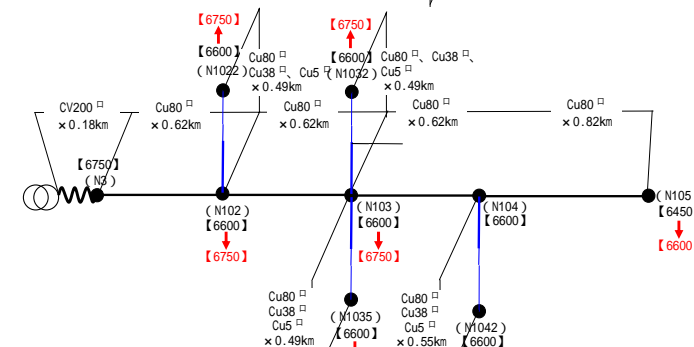 【6750】
【6600】
(N1022)
Cu80□
Cu38□、Cu5□
×0.49km
【6750】
【6600】
(N1032)
Cu80□、Cu38□、
Cu5□
×0.49km
CV200□
×0.18km
Cu80□
×0.62km
Cu80□
×0.62km
Cu80□
×0.62km
Cu80□
×0.82km
【6750】
(N3)
(N102)
【6600】
【6750】
(N103)
【6600】
【6750】
(N104)
【6600】
(N105
【6450
【6600
Cu80□
Cu38□
Cu5□
×0.49km
(N1035)
【6600】
Cu80□
Cu38□
Cu5□
×0.55km
(N1042)
【6600】